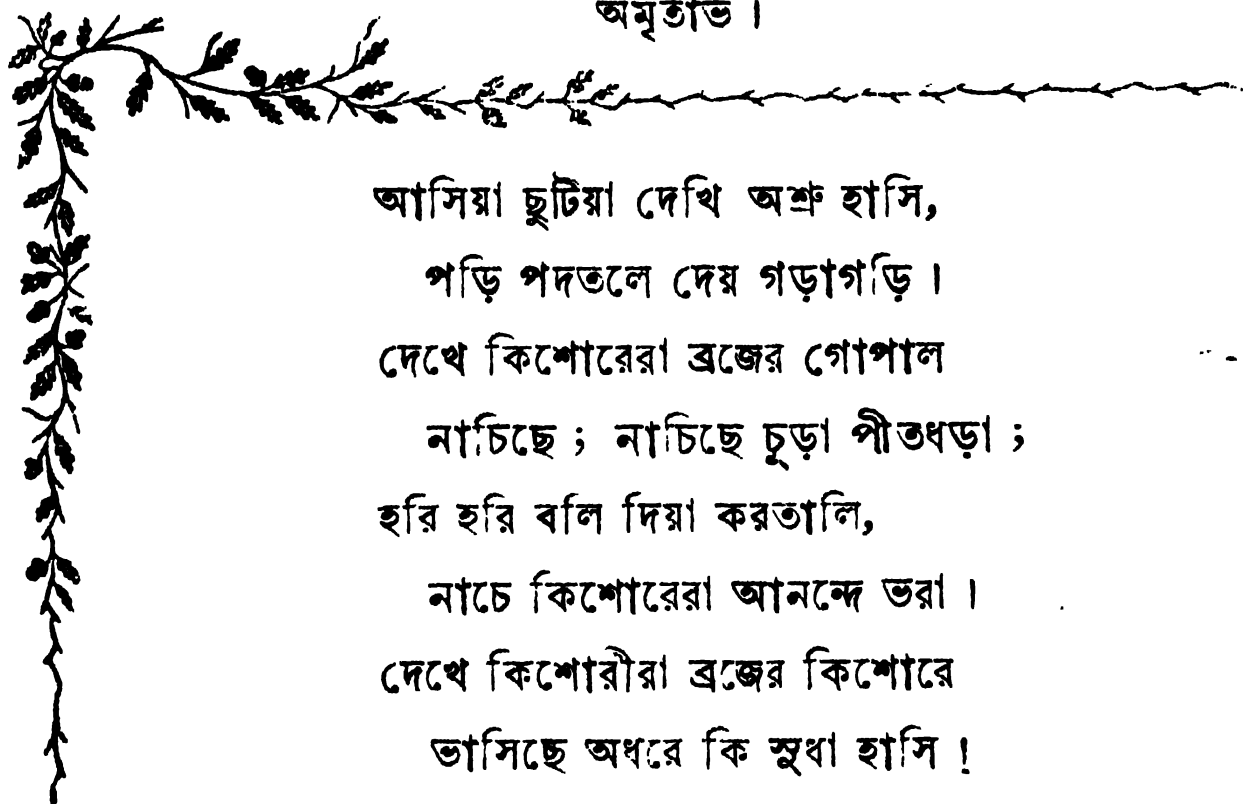 অমৃতাভ ।
আসিয়া ছুটিয়া দেখি অশ্রু হাসি,
পড়ি পদতলে দেয় গড়াগড়ি ।
দেখে কিশোরেরা ব্রজের গোপাল
নাচিছে ; নাচিছে চূড়া পীতধড়া ;
হরি হরি বলি দিয়া করতালি,
নাচে কিশোরেরা আনন্দে ভরা ।
দেখে কিশোরীরা ব্রজের কিশোরে
ভাসিছে অধরে কি সুধা হাসি !